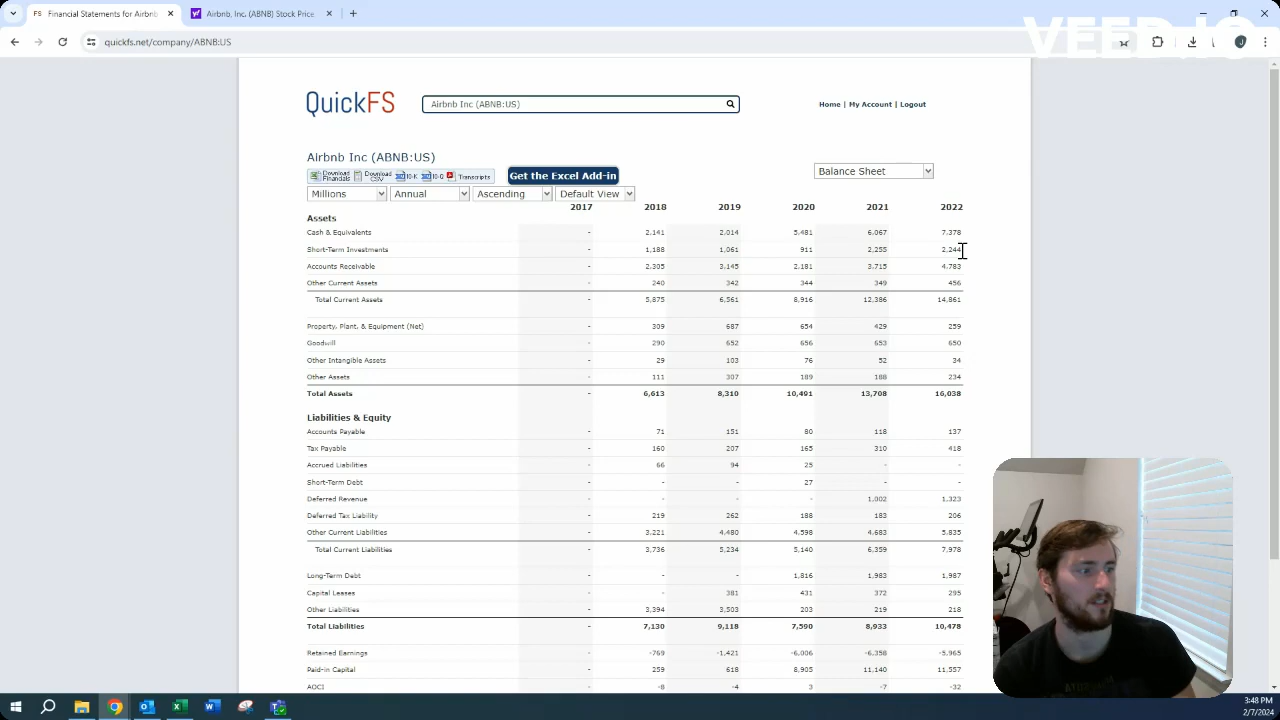 FS Financial Statements for Airbnb
Airbnb, Inc. (ABNB) Stock Price
quickfs.net/company/ABNB:US
VEED.IO
QuickFS
Airbnb Inc (ABNB:US)
Home | My Account | Logout
Airbnb Inc (ABNB:US)
Download Financials Download CSV 10-K 10-Q Transcripts
Get the Excel Add-in
Balance Sheet
Millions Annual Ascending Default View
2017 2018 2019 2020 2021 2022
Assets
Cash & Equivalents - 2,141 2,014 5,481 6,067 7,378
Short-Term Investments - 1,188 1,061 911 2,255 2,244
Accounts Receivable - 2,305 3,145 2,181 3,715 4,783
Other Current Assets - 240 342 344 349 456
Total Current Assets - 5,875 6,561 8,916 12,386 14,861
Property, Plant, & Equipment (Net) - 309 687 654 429 259
Goodwill - 290 652 656 653 650
Other Intangible Assets - 29 103 76 52 34
Other Assets - 111 307 189 188 234
Total Assets - 6,613 8,310 10,491 13,708 16,038
Liabilities & Equity
Accounts Payable - 71 151 80 118 137
Tax Payable - 160 207 165 310 418
Accrued Liabilities - 66 94 25 - -
Short-Term Debt - - - 27 - -
Deferred Revenue - - - - 1,002 1,323
Deferred Tax Liability - 219 262 188 183 206
Other Current Liabilities - 3,221 4,480 4,598 4,683 5,835
Total Current Liabilities - 3,736 5,234 5,140 6,359 7,978
Long-Term Debt - - - 1,816 1,983 1,987
Capital Leases - - 381 431 372 295
Other Liabilities - 3,394 3,503 203 219 218
Total Liabilities - 7,130 9,118 7,590 8,933 10,478
Retained Earnings - -769 -1,421 -6,006 -6,358 -5,965
Paid-in Capital - 259 618 8,905 11,140 11,557
AOCI - -8 -4 3 -7 -32
3:48 PM
2/7/2024